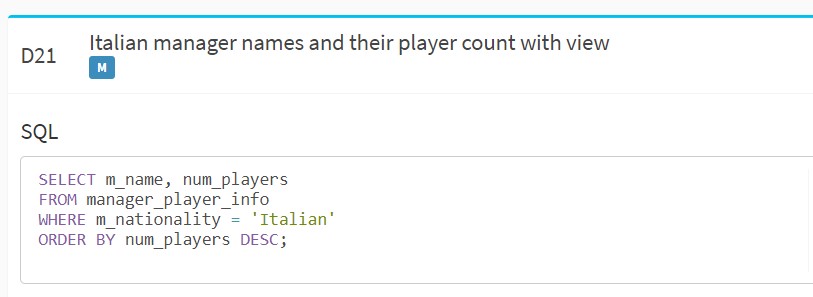 D21
Italian manager names and their player count with view
M
SQL
SELECT m_name, num_players
FROM manager_player_info
WHERE m_nationality = 'Italian'
ORDER BY num_players DESC;